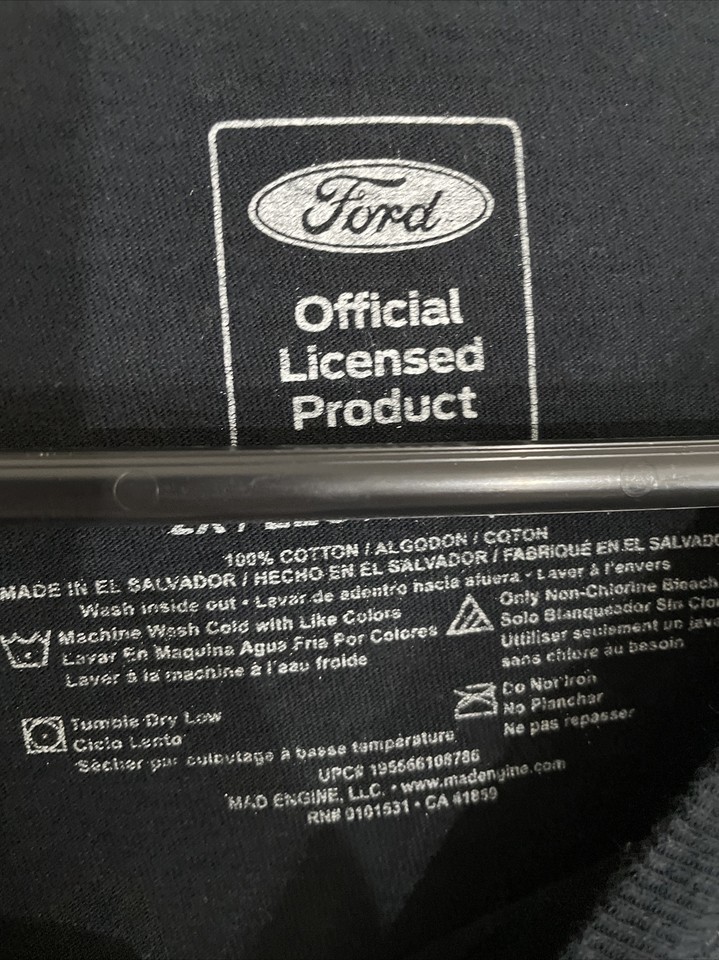 Ford
Official
Licensed
Product
100% COTTON / ALGODON / COTON
MADE IN EL SALVADOR / HECHO EN EL SALVADOR / FABRIQUÉ EN EL SALVADO
Wash inside out • Lavar de adentro hacia afuera • Laver à l'envers
Machine Wash Cold with Like Colors
Lavar En Maquina Agua Fria Por Colores
Laver à la machine à l'eau froide
Only Non-Chlorine Bleach
Solo Blanqueador Sin Clo
Utiliser seulement un jave
sans chlore au besoin
Do Not Iron
No Planchar
Ne pas repasser
Tumble Dry Low
Ciclo Lento
Sècher par culbutage à basse température
UPC# 195566108786
MAD ENGINE, LLC. • www.madengine.com
RN# 0101531 • CA 41859